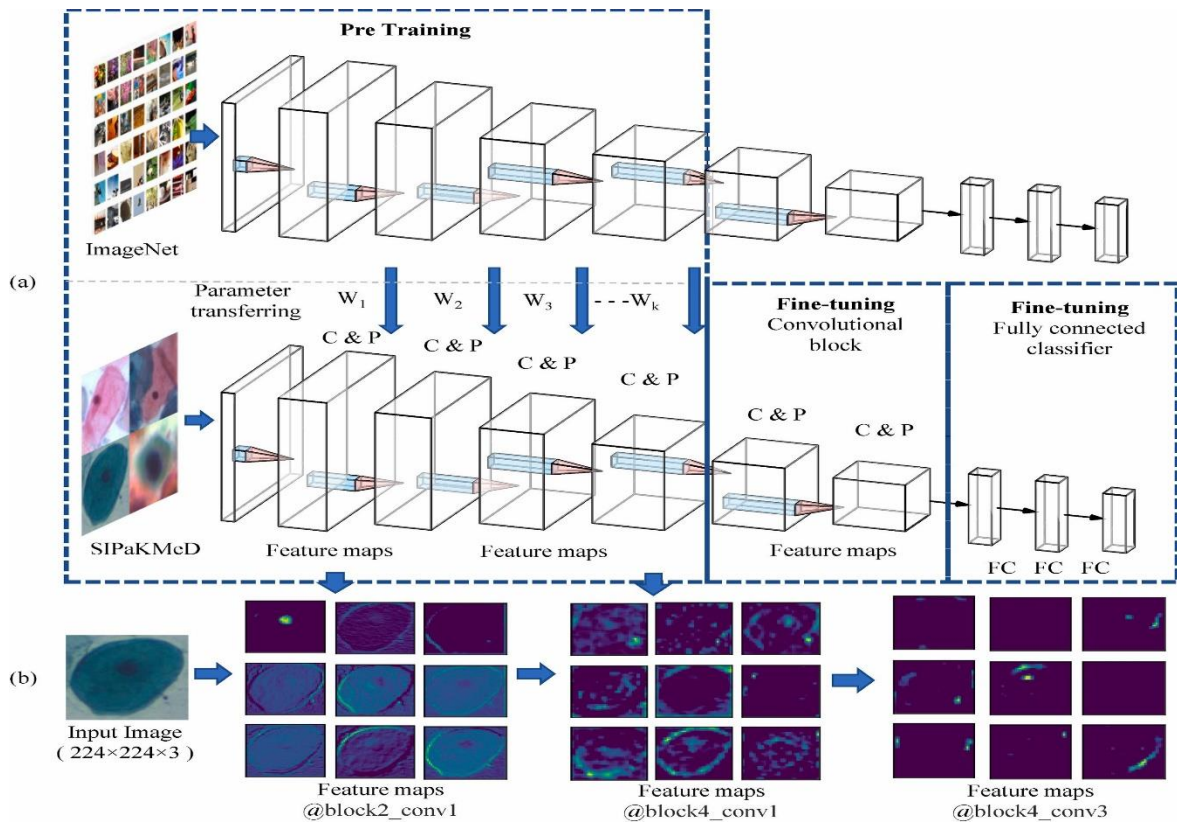 Pre Training
ImageNet
(a)
Parameter
transferring
W1
W2
W3
---Wk
Fine-tuning
Convolutional
block
Fine-tuning
Fully connected
classifier
C & P
C & P
C & P
C & P
C & P
C & P
SIPaKMcD
Feature maps
Feature maps
Feature maps
FC
FC
FC
(b)
Input Image
( 224×224×3 )
Feature maps
@block2_conv1
Feature maps
@block4_conv1
Feature maps
@block4_conv3